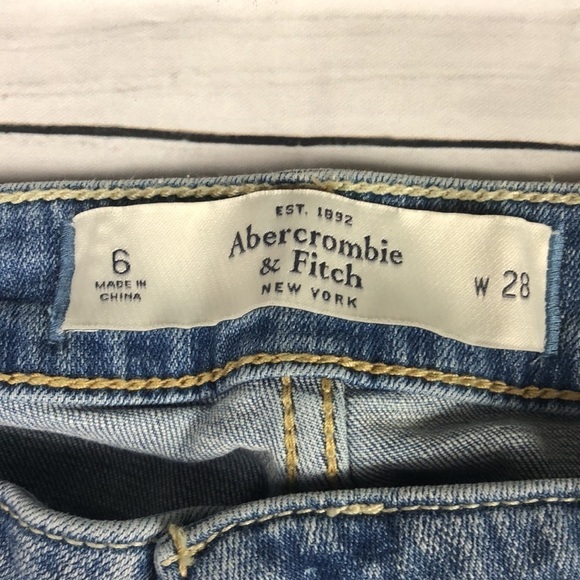 6
MADE IN
CHINA
EST. 1892
Abercrombie
& Fitch
NEW YORK
W 28